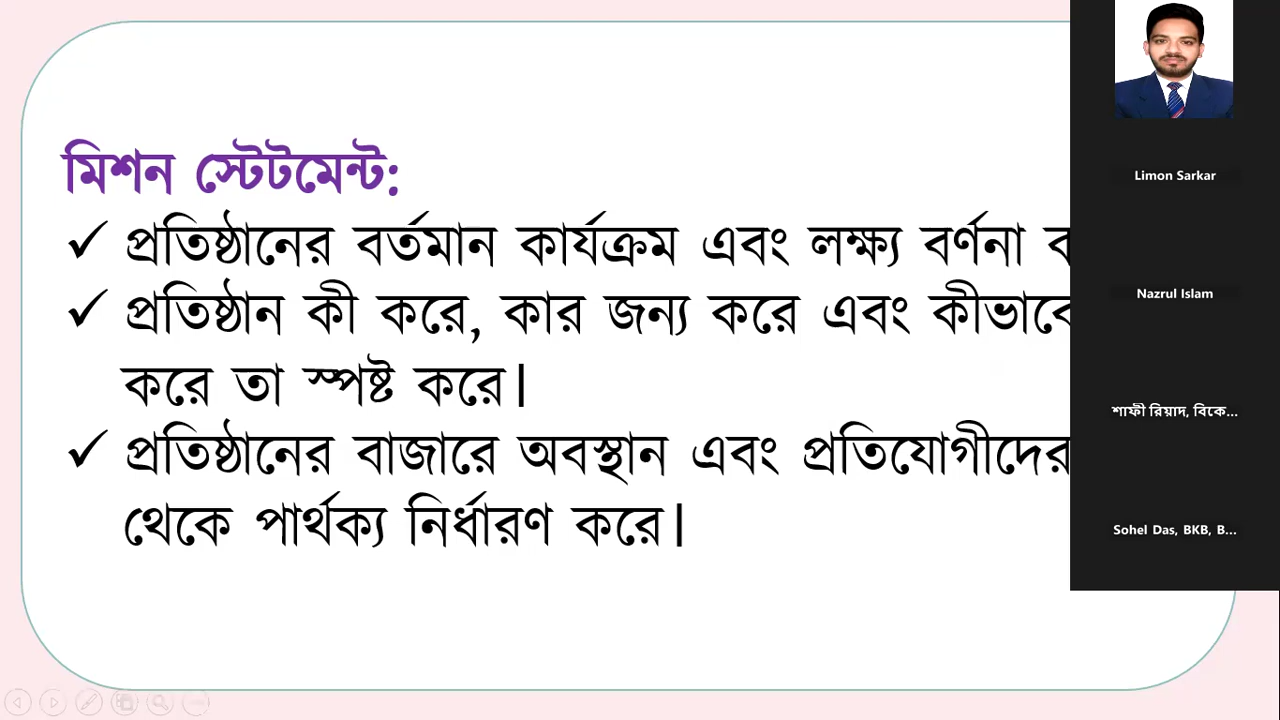 মিশন স্টেটমেন্ট:
✓ প্রতিষ্ঠানের বর্তমান কার্যক্রম এবং লক্ষ্য বর্ণনা
✓ প্রতিষ্ঠান কী করে, কার জন্য করে এবং কীভাবে
করে তা স্পষ্ট করে।
✓ প্রতিষ্ঠানের বাজারে অবস্থান এবং প্রতিযোগীদের
থেকে পার্থক্য নির্ধারণ করে।
Limon Sarkar
Nazrul Islam
শাফী রিয়াদ, বিকে...
Sohel Das, BKB, B...